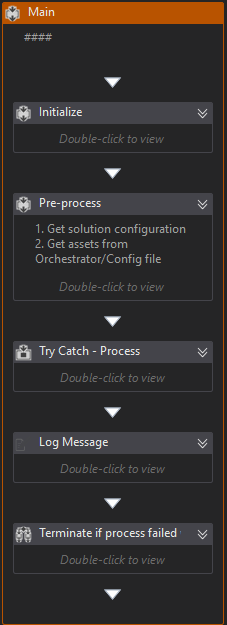 Main
####
Initialize
Double-click to view
Pre-process
1. Get solution configuration
2. Get assets from
Orchestrator/Config file
Double-click to view
Try Catch - Process
Double-click to view
Log Message
Double-click to view
Terminate if process failed
Double-click to view